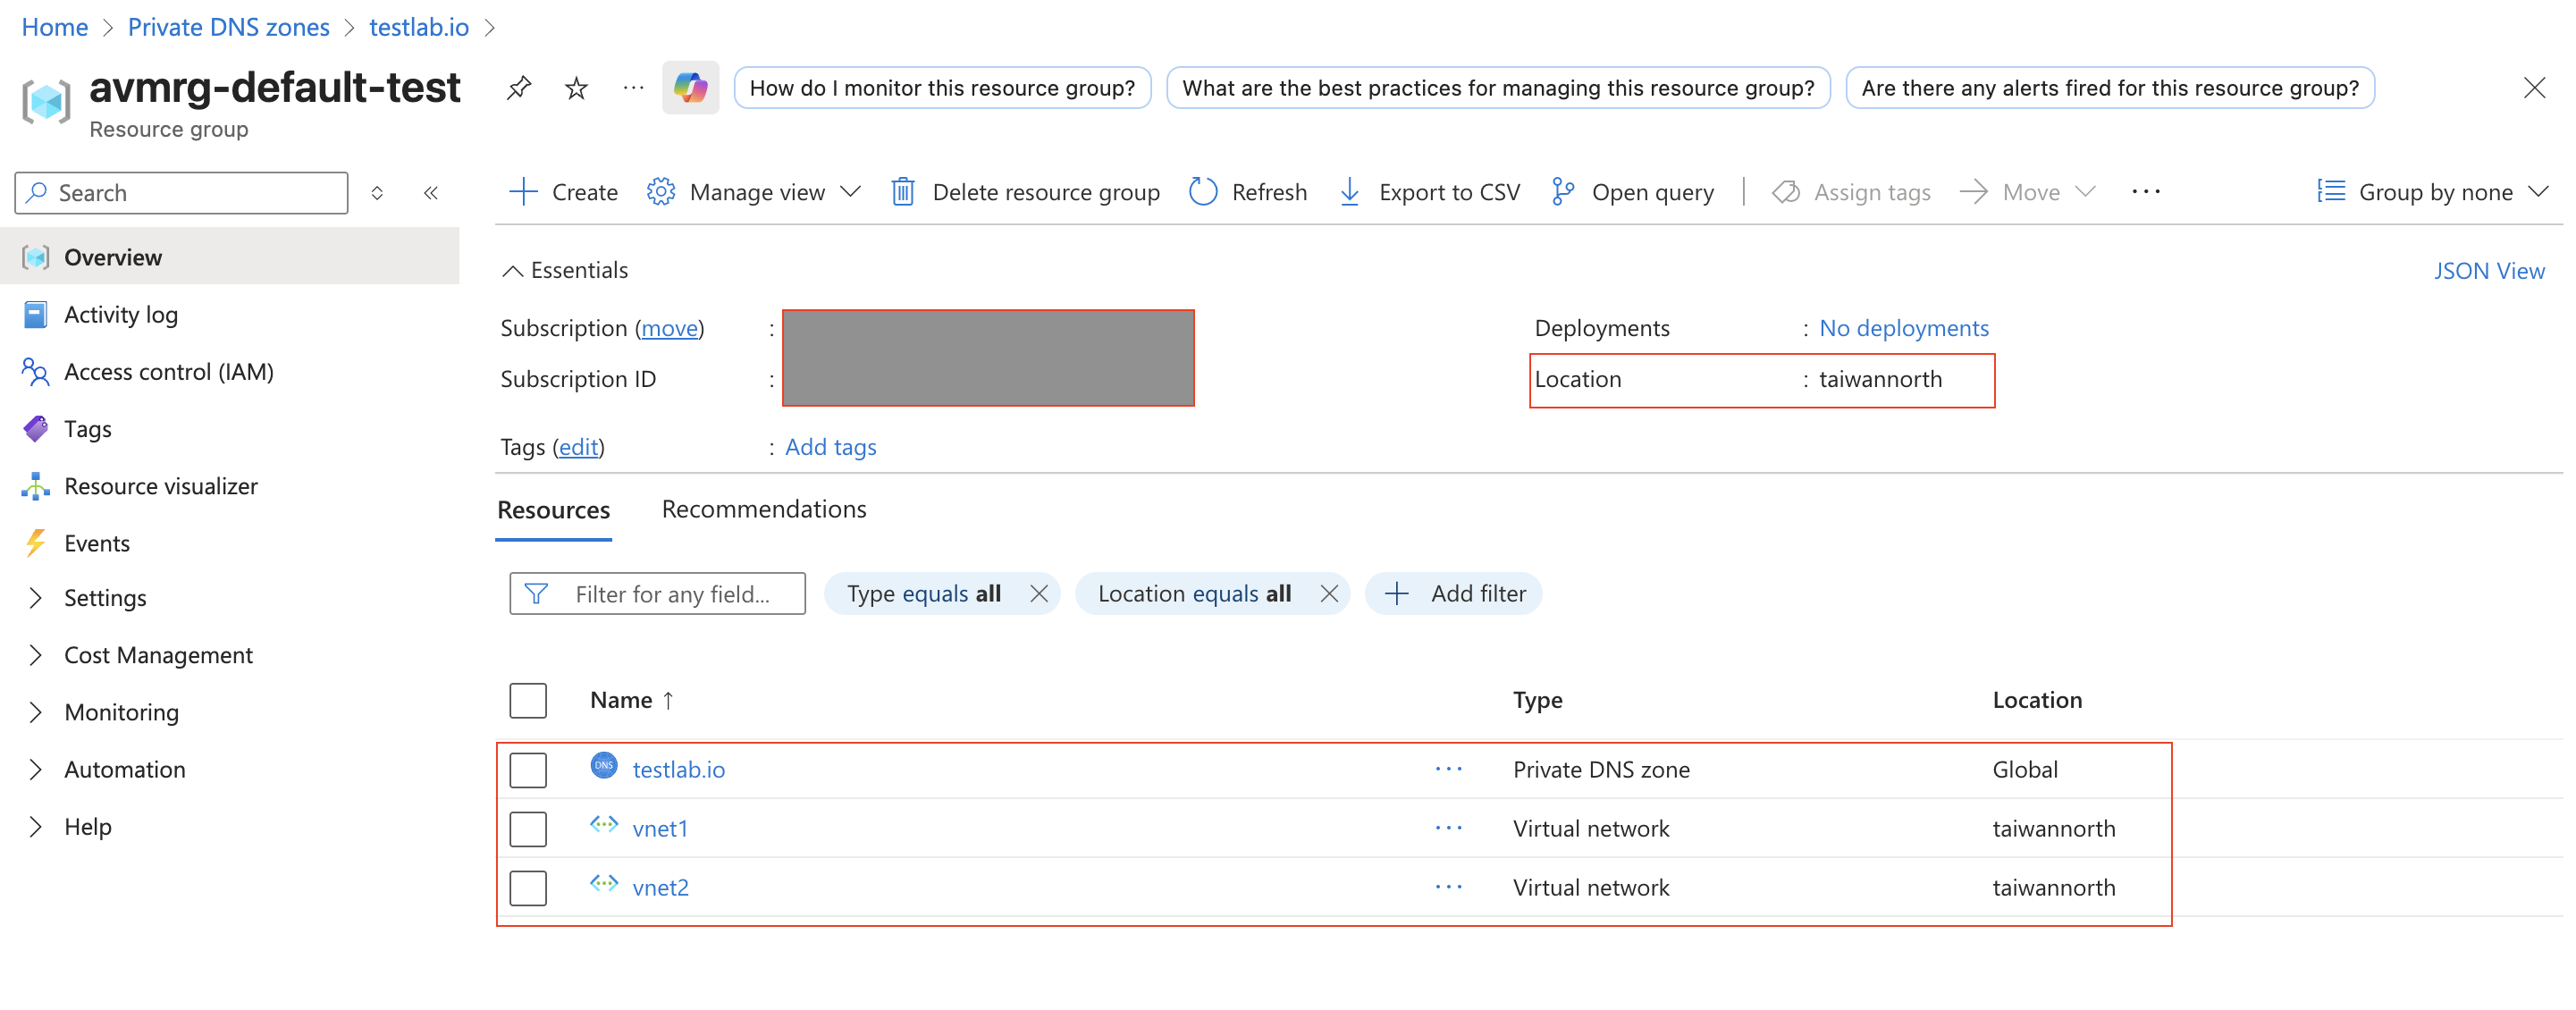 Home > Private DNS zones > testlab.io >
avmrg-default-test
Resource group
How do I monitor this resource group?
What are the best practices for managing this resource group?
Are there any alerts fired for this resource group?
Search
Create
Manage view
Delete resource group
Refresh
Export to CSV
Open query
Assign tags
Move
Group by none
Overview
Activity log
Access control (IAM)
Tags
Resource visualizer
Events
Settings
Cost Management
Monitoring
Automation
Help
Essentials
JSON View
Subscription (move) :
Deployments : No deployments
Subscription ID :
Location : taiwannorth
Tags (edit) : Add tags
Resources Recommendations
Filter for any field...
Type equals all
Location equals all
Add filter
Name ↑ Type Location
DNS testlab.io ... Private DNS zone Global
vnet1 ... Virtual network taiwannorth
vnet2 ... Virtual network taiwannorth